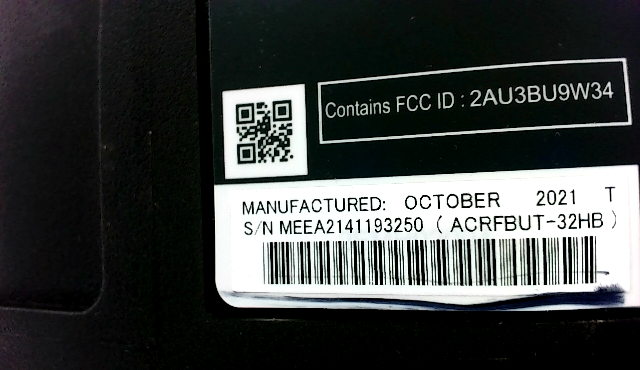 Contains FCC ID : 2AU3BU9W34
MANUFACTURED: OCTOBER 2021 T
S/N MEEA2141193250 ( ACRFBUT-32HB )